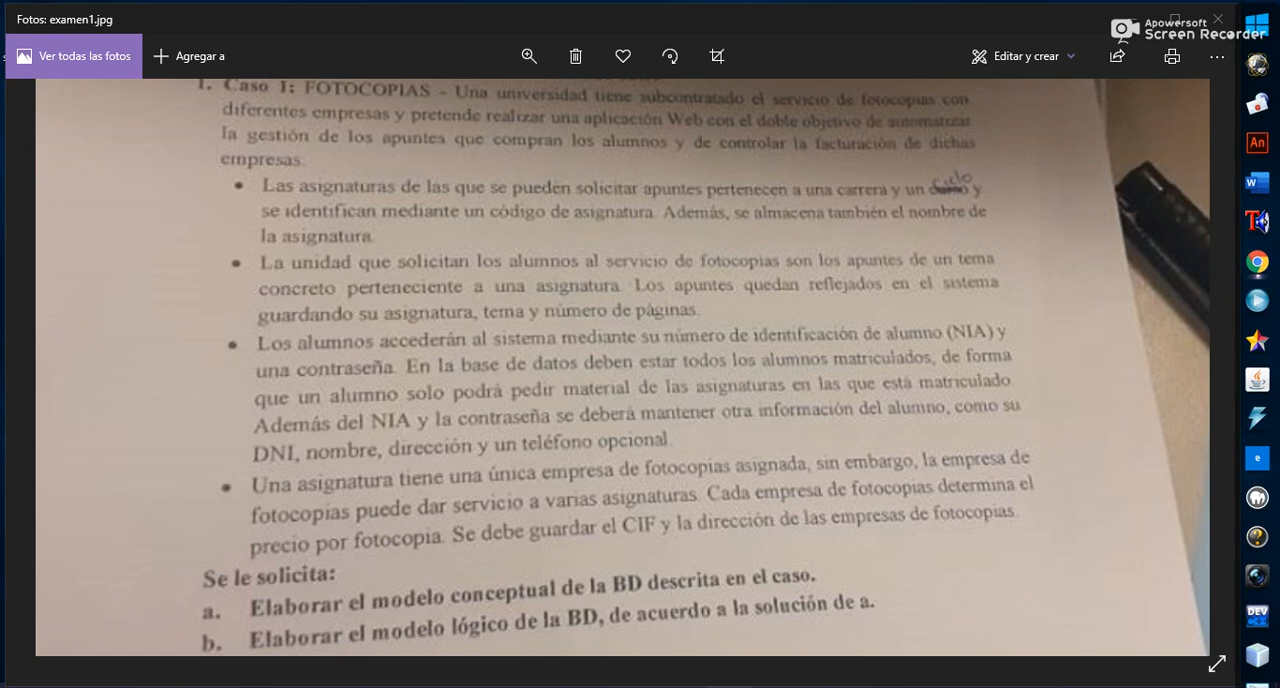 Fotos: examen1.jpg
Apowersoft
Screen Recorder
Ver todas las fotos
Agregar a
Editar y crear
1. Caso 1: FOTOCOPIAS - Una universidad tiene subcontratado el servicio de fotocopias con
diferentes empresas y pretende realizar una aplicación Web con el doble objetivo de automatizar
la gestión de los apuntes que compran los alumnos y de controlar la facturación de dichas
empresas.
• Las asignaturas de las que se pueden solicitar apuntes pertenecen a una carrera y un ciclo y
se identifican mediante un código de asignatura. Además, se almacena también el nombre de
la asignatura.
• La unidad que solicitan los alumnos al servicio de fotocopias son los apuntes de un tema
concreto perteneciente a una asignatura. Los apuntes quedan reflejados en el sistema
guardando su asignatura, tema y número de páginas.
• Los alumnos accederán al sistema mediante su número de identificación de alumno (NIA) y
una contraseña. En la base de datos deben estar todos los alumnos matriculados, de forma
que un alumno solo podrá pedir material de las asignaturas en las que está matriculado.
Además del NIA y la contraseña se deberá mantener otra información del alumno, como su
DNI, nombre, dirección y un teléfono opcional.
• Una asignatura tiene una única empresa de fotocopias asignada, sin embargo, la empresa de
fotocopias puede dar servicio a varias asignaturas. Cada empresa de fotocopias determina el
precio por fotocopia. Se debe guardar el CIF y la dirección de las empresas de fotocopias.
Se le solicita:
a. Elaborar el modelo conceptual de la BD descrita en el caso.
b. Elaborar el modelo lógico de la BD, de acuerdo a la solución de a.
An
W
T
e
DEV